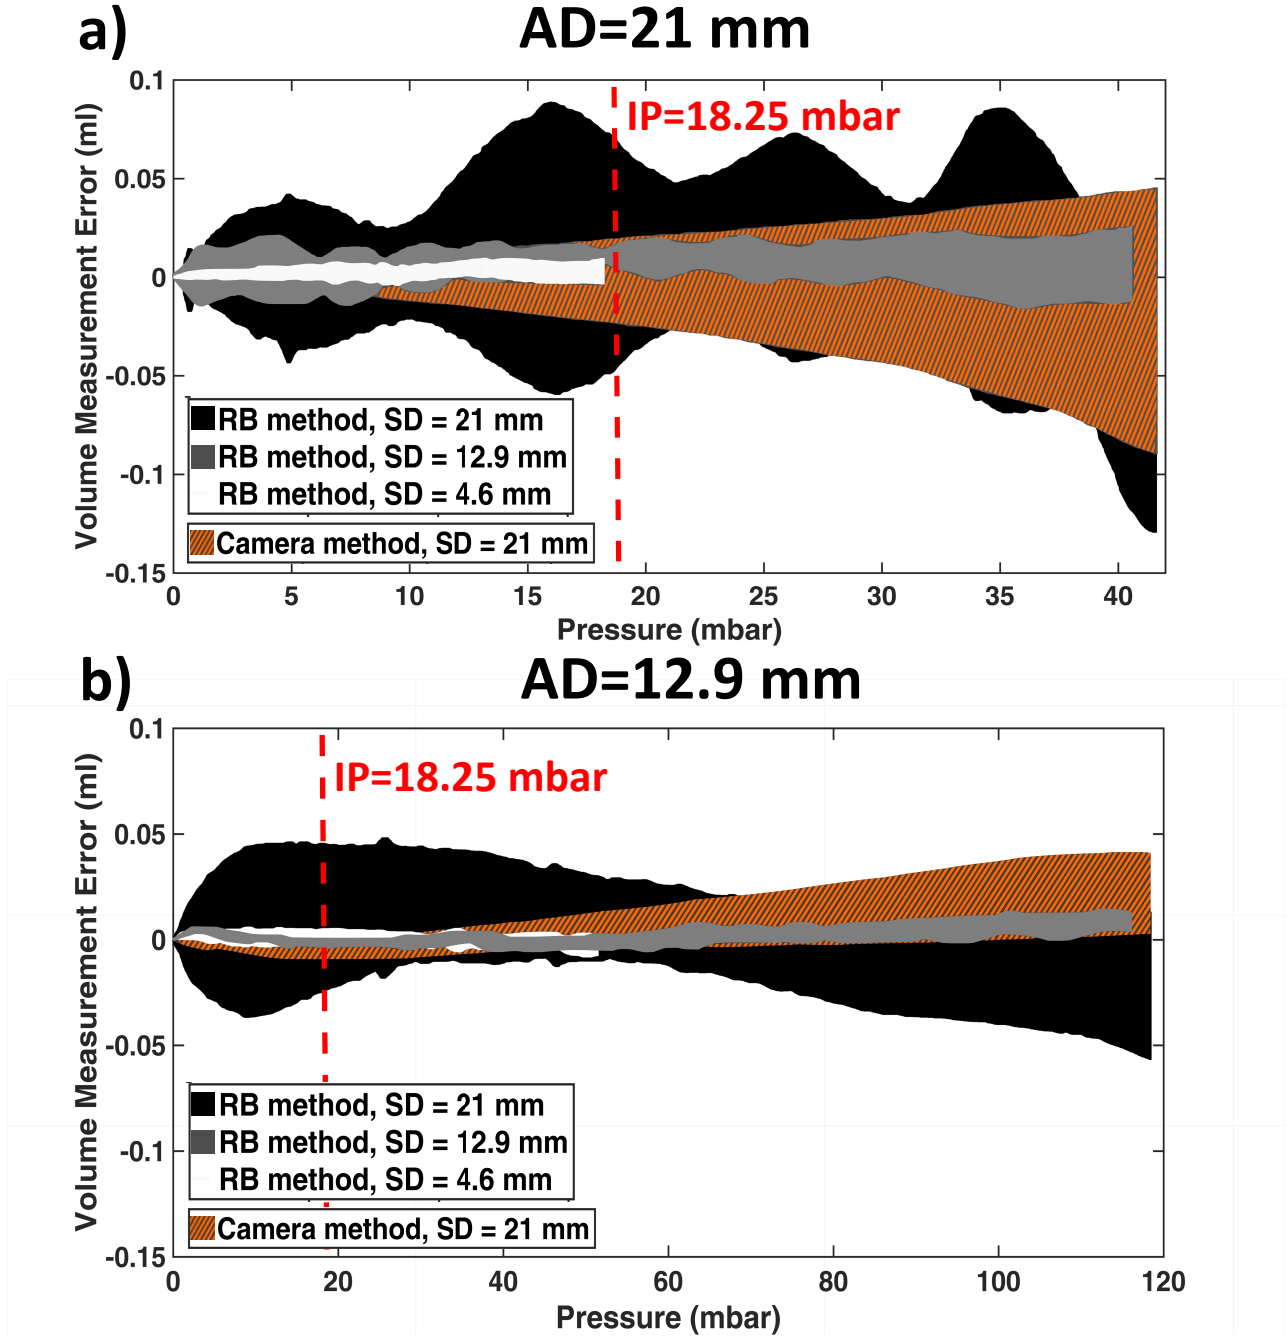 a)
AD=21 mm
Volume Measurement Error (ml)
0.1
0.05
0
-0.05
-0.1
-0.15
IP=18.25 mbar
RB method, SD = 21 mm
RB method, SD = 12.9 mm
RB method, SD = 4.6 mm
Camera method, SD = 21 mm
0 5 10 15 20 25 30 35 40
Pressure (mbar)
b)
AD=12.9 mm
Volume Measurement Error (ml)
0.1
0.05
0
-0.05
-0.1
-0.15
IP=18.25 mbar
RB method, SD = 21 mm
RB method, SD = 12.9 mm
RB method, SD = 4.6 mm
Camera method, SD = 21 mm
0 20 40 60 80 100 120
Pressure (mbar)